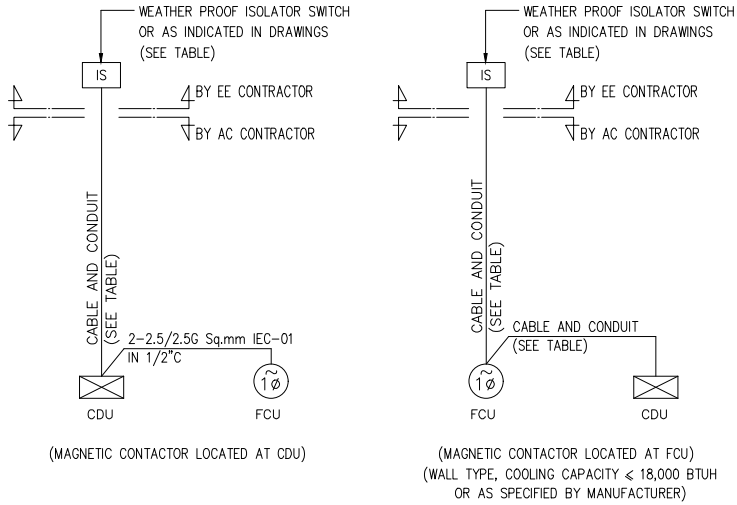 WEATHER PROOF ISOLATOR SWITCH
OR AS INDICATED IN DRAWINGS
(SEE TABLE)
IS
BY EE CONTRACTOR
BY AC CONTRACTOR
CABLE AND CONDUIT
(SEE TABLE)
2-2.5/2.5G Sq.mm IEC-01
IN 1/2"C
CDU
1ø
~
FCU
(MAGNETIC CONTACTOR LOCATED AT CDU)
WEATHER PROOF ISOLATOR SWITCH
OR AS INDICATED IN DRAWINGS
(SEE TABLE)
IS
BY EE CONTRACTOR
BY AC CONTRACTOR
CABLE AND CONDUIT
(SEE TABLE)
CABLE AND CONDUIT
(SEE TABLE)
~
1ø
FCU
CDU
(MAGNETIC CONTACTOR LOCATED AT FCU)
(WALL TYPE, COOLING CAPACITY ⩽ 18,000 BTUH
OR AS SPECIFIED BY MANUFACTURER)